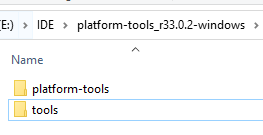 E:) > IDE > platform-tools_r33.0.2-windows >
Name
platform-tools
tools